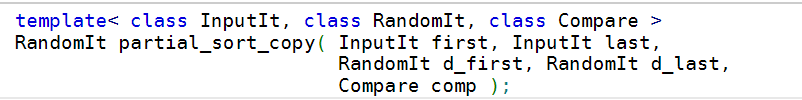 template< class InputIt, class RandomIt, class Compare >
RandomIt partial_sort_copy( InputIt first, InputIt last,
RandomIt d_first, RandomIt d_last,
Compare comp );